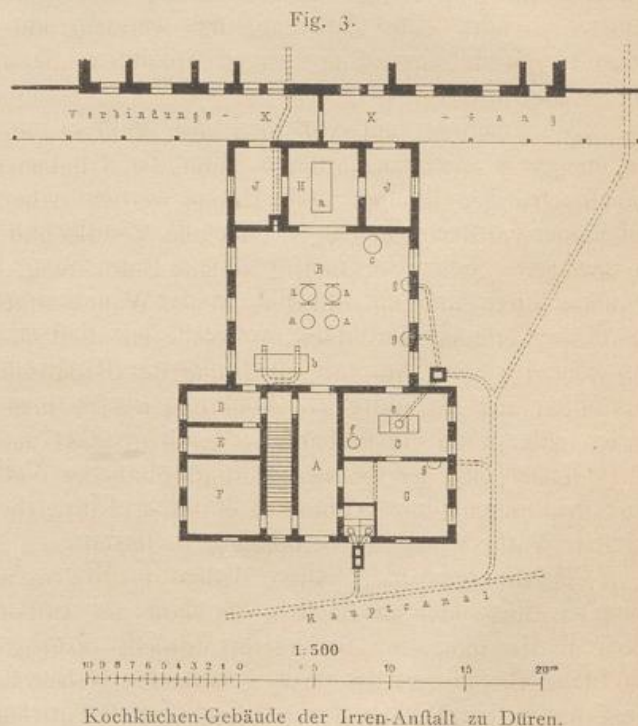 Fig. 3.
Verbindungs- K K -gang
J H J
a
B
c
g
a a
a a
g
b
D e
E f C
A g
F G
Hauptcanal
1:500
10 9 8 7 6 5 4 3 2 1 0 5 10 15 20m
Kochküchen-Gebäude der Irren-Anſtalt zu Düren.